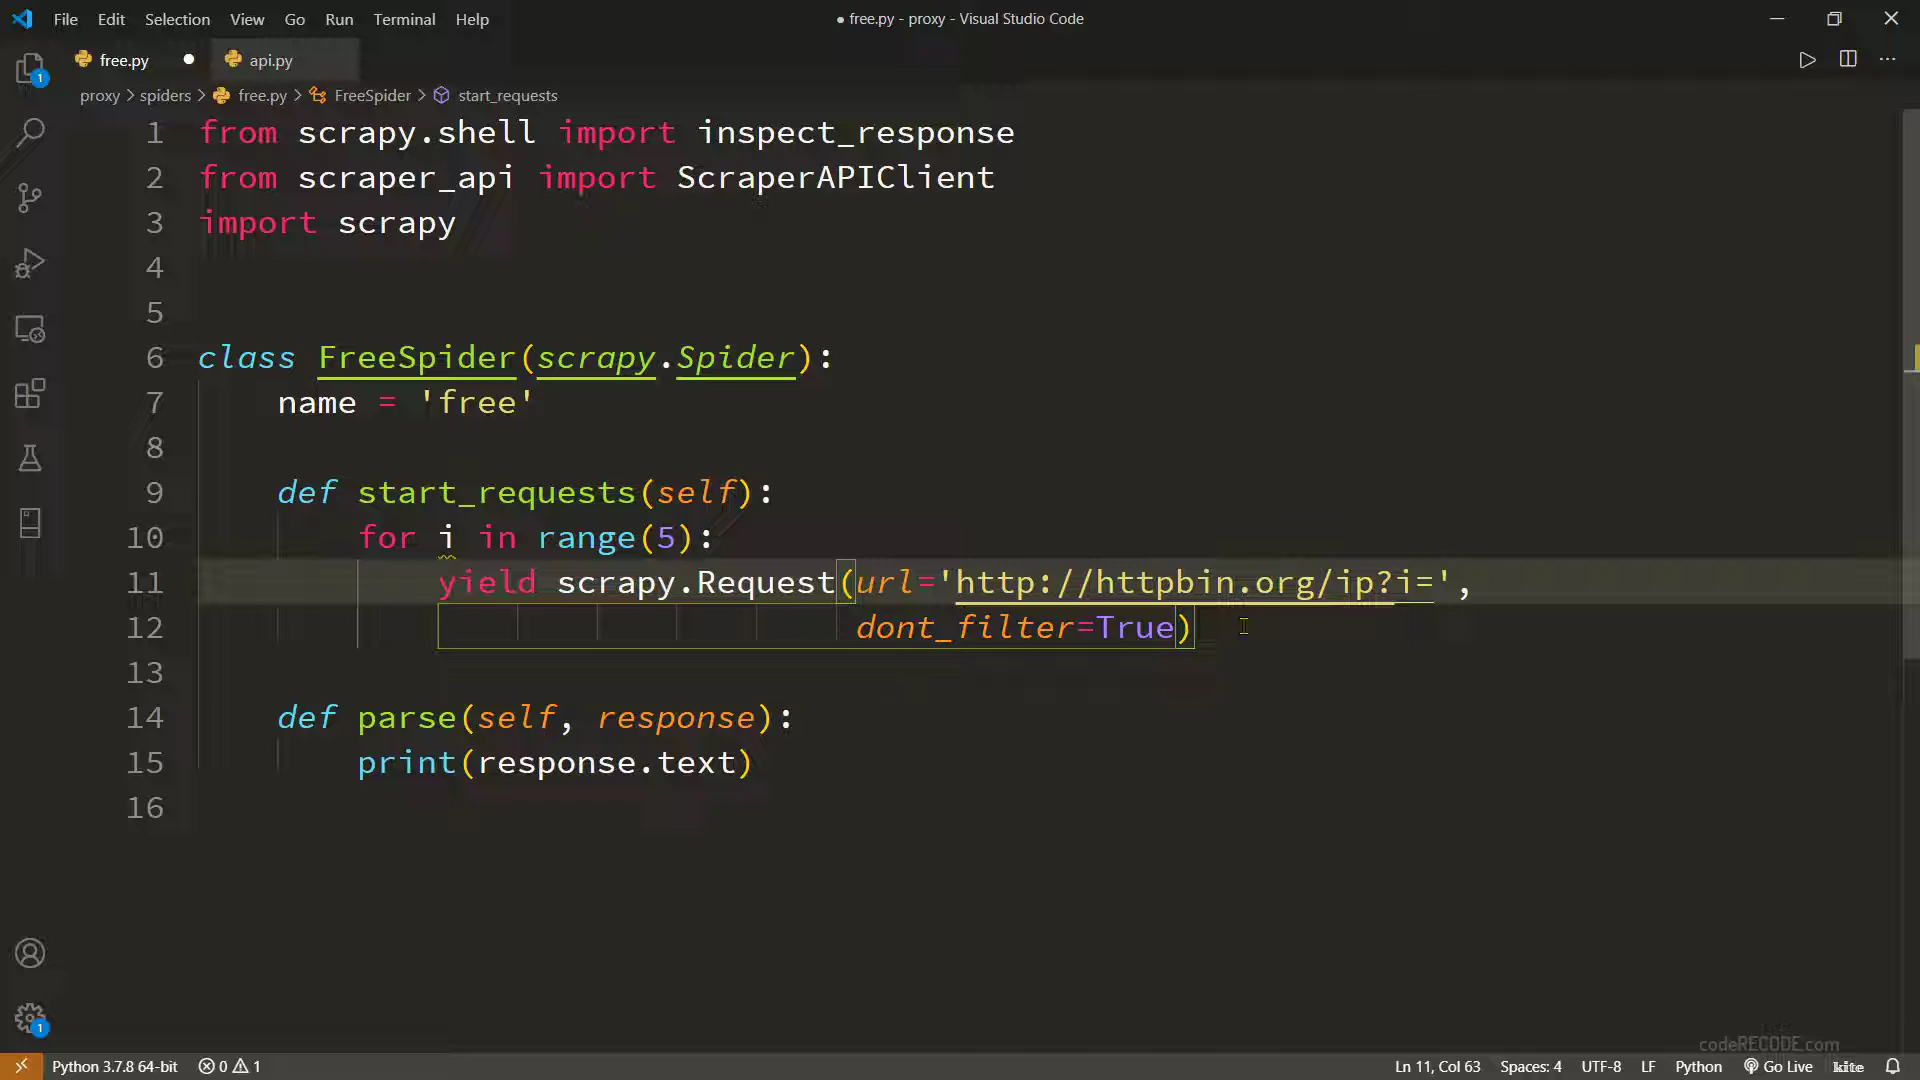 File Edit Selection View Go Run Terminal Help
● free.py - proxy - Visual Studio Code
free.py ● api.py
proxy > spiders > free.py > FreeSpider > start_requests
1 from scrapy.shell import inspect_response
2 from scraper_api import ScraperAPIClient
3 import scrapy
4
5
6 class FreeSpider(scrapy.Spider):
7     name = 'free'
8
9     def start_requests(self):
10         for i in range(5):
11             yield scrapy.Request(url='http://httpbin.org/ip?i=',
12                                  dont_filter=True)
13
14     def parse(self, response):
15         print(response.text)
16
1
1
codeRECODE.com
Python 3.7.8 64-bit 0 1 Ln 11, Col 63 Spaces: 4 UTF-8 LF Python Go Live kite